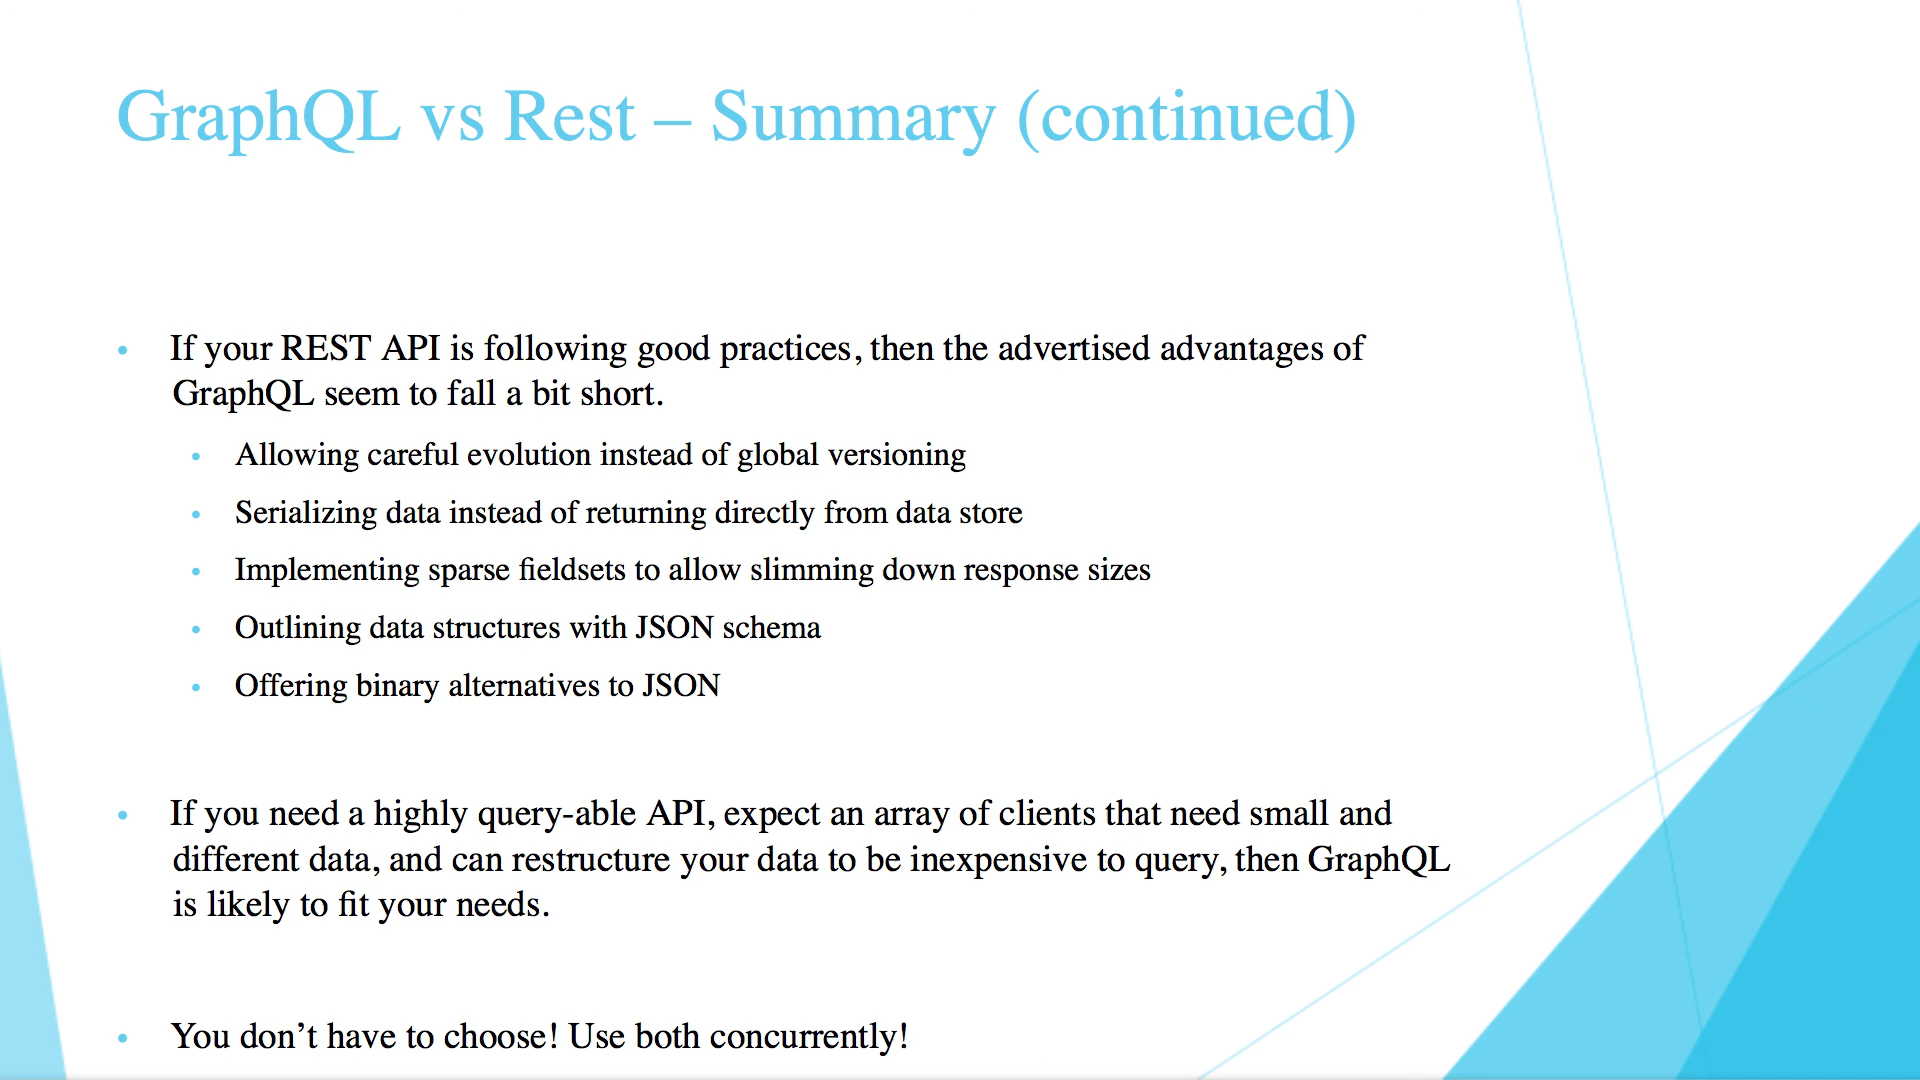 GraphQL vs Rest – Summary (continued)
• If your REST API is following good practices, then the advertised advantages of
GraphQL seem to fall a bit short.
• Allowing careful evolution instead of global versioning
• Serializing data instead of returning directly from data store
• Implementing sparse fieldsets to allow slimming down response sizes
• Outlining data structures with JSON schema
• Offering binary alternatives to JSON
• If you need a highly query-able API, expect an array of clients that need small and
different data, and can restructure your data to be inexpensive to query, then GraphQL
is likely to fit your needs.
• You don’t have to choose! Use both concurrently!